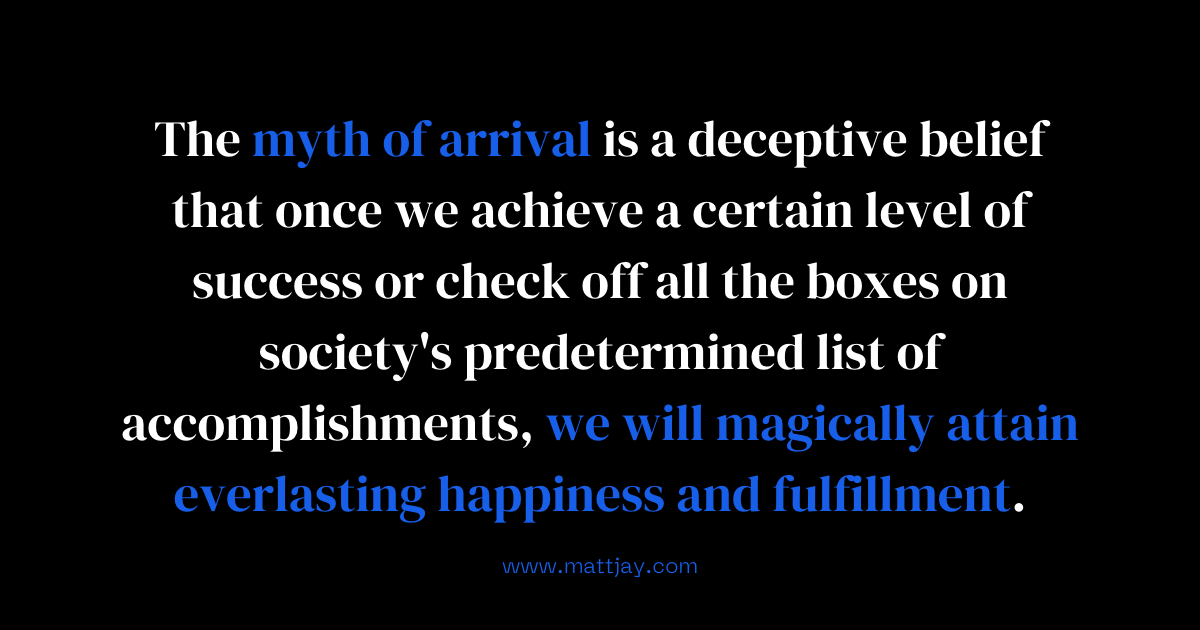 The myth of arrival is a deceptive belief
that once we achieve a certain level of
success or check off all the boxes on
society's predetermined list of
accomplishments, we will magically attain
everlasting happiness and fulfillment.
www.mattjay.com